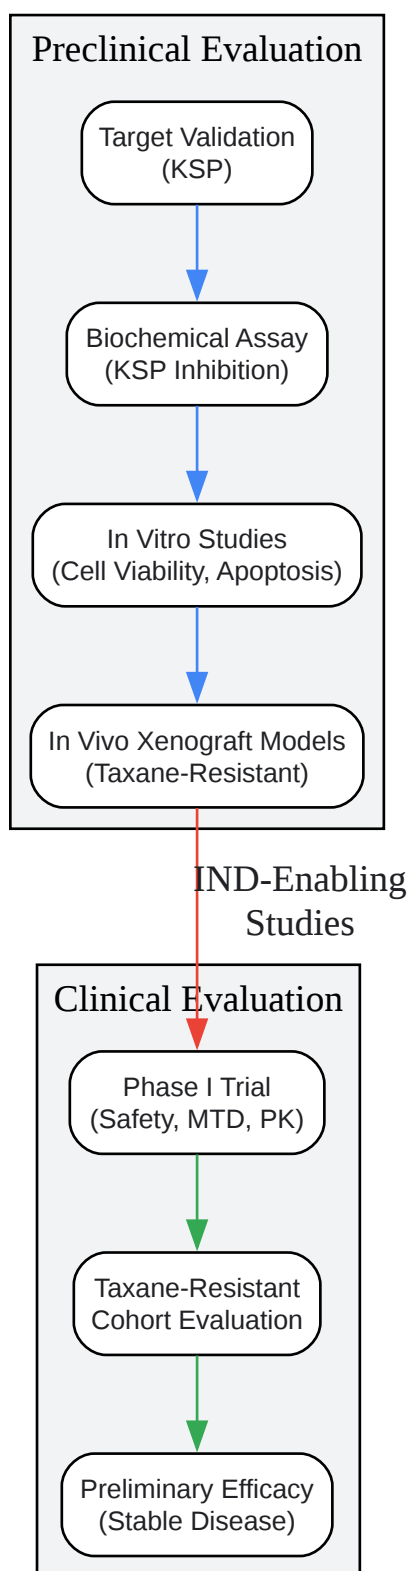 Preclinical Evaluation
Target Validation
(KSP)
Biochemical Assay
(KSP Inhibition)
In Vitro Studies
(Cell Viability, Apoptosis)
In Vivo Xenograft Models
(Taxane-Resistant)
IND-Enabling
Studies
Clinical Evaluation
Phase I Trial
(Safety, MTD, PK)
Taxane-Resistant
Cohort Evaluation
Preliminary Efficacy
(Stable Disease)